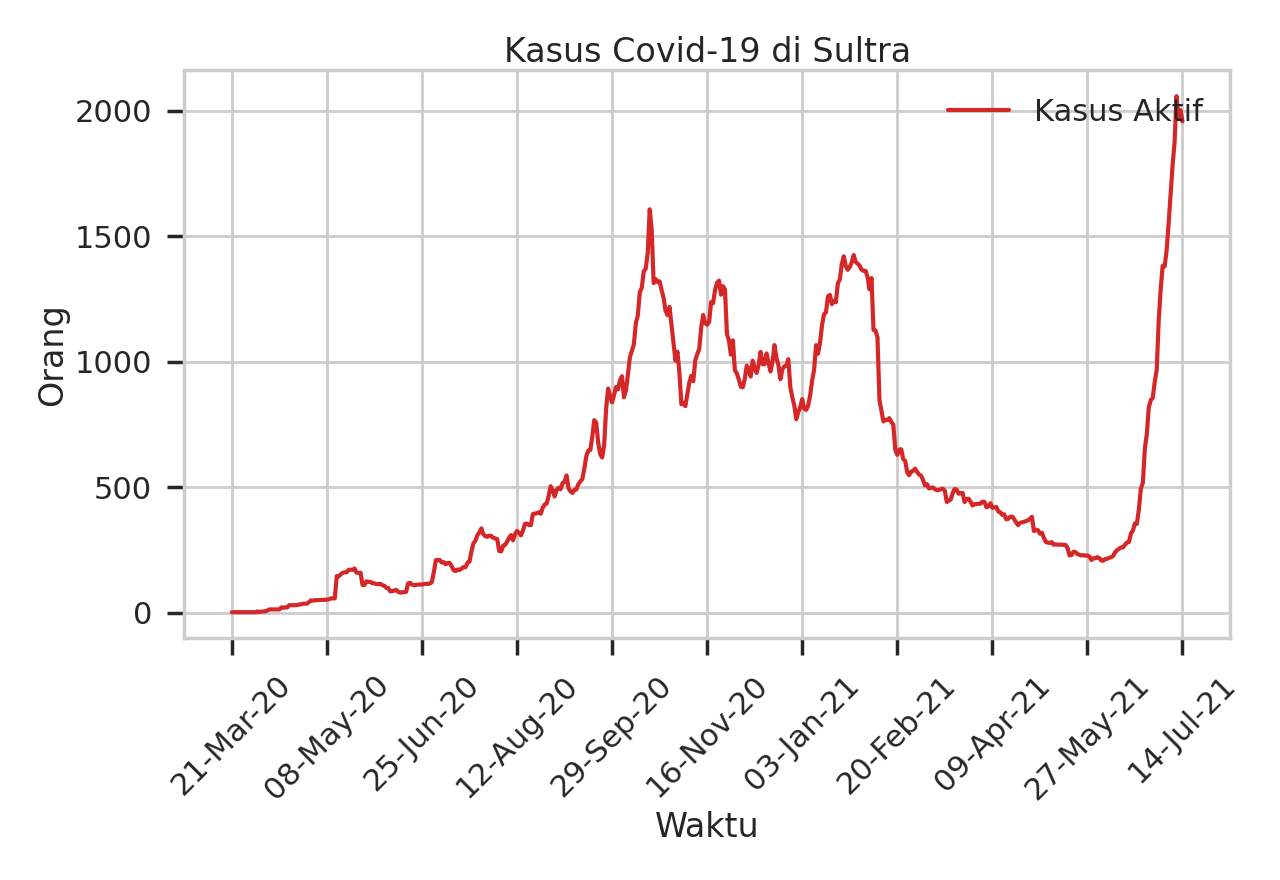 Kasus Covid-19 di Sultra
Kasus Aktif
2000
1500
1000
500
0
Orang
21-Mar-20
08-May-20
25-Jun-20
12-Aug-20
29-Sep-20
16-Nov-20
03-Jan-21
20-Feb-21
09-Apr-21
27-May-21
14-Jul-21
Waktu